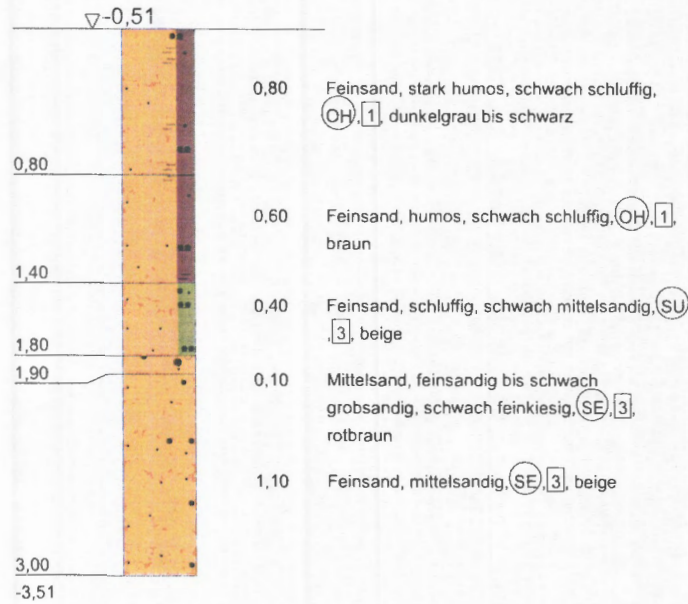 ▽-0,51
0,80 Feinsand, stark humos, schwach schluffig,
OH, 1, dunkelgrau bis schwarz
0,80
0,60 Feinsand, humos, schwach schluffig, OH, 1,
braun
1,40
0,40 Feinsand, schluffig, schwach mittelsandig, SU
, 3, beige
1,80
1,90
0,10 Mittelsand, feinsandig bis schwach
grobsandig, schwach feinkiesig, SE, 3,
rotbraun
1,10 Feinsand, mittelsandig, SE, 3, beige
3,00
-3,51